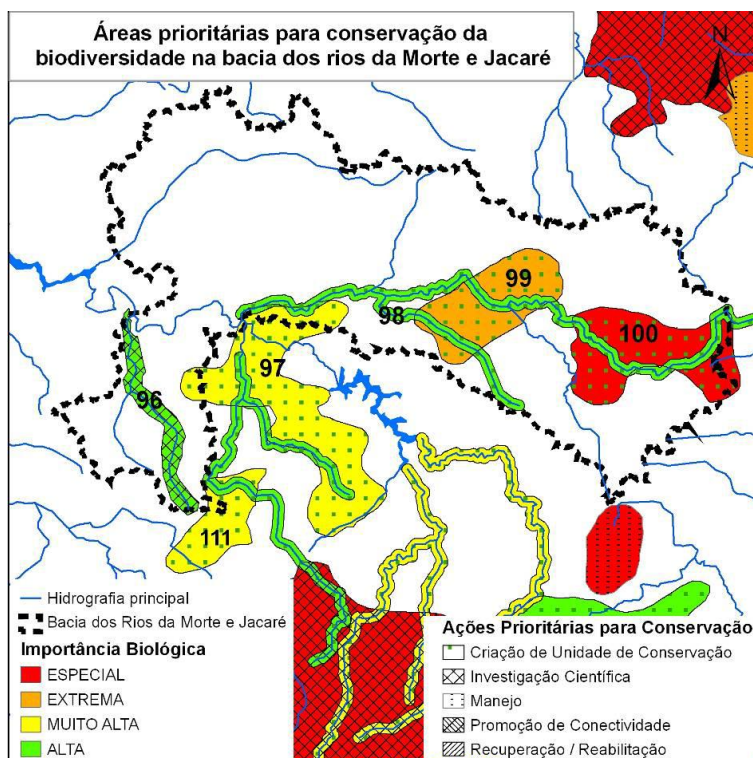 Áreas prioritárias para conservação da
biodiversidade na bacia dos rios da Morte e Jacaré
N
99
98
100
97
96
111
Hidrografia principal
Bacia dos Rios da Morte e Jacaré
Importância Biológica
ESPECIAL
EXTREMA
MUITO ALTA
ALTA
Ações Prioritárias para Conservação
Criação de Unidade de Conservação
Investigação Científica
Manejo
Promoção de Conectividade
Recuperação / Reabilitação